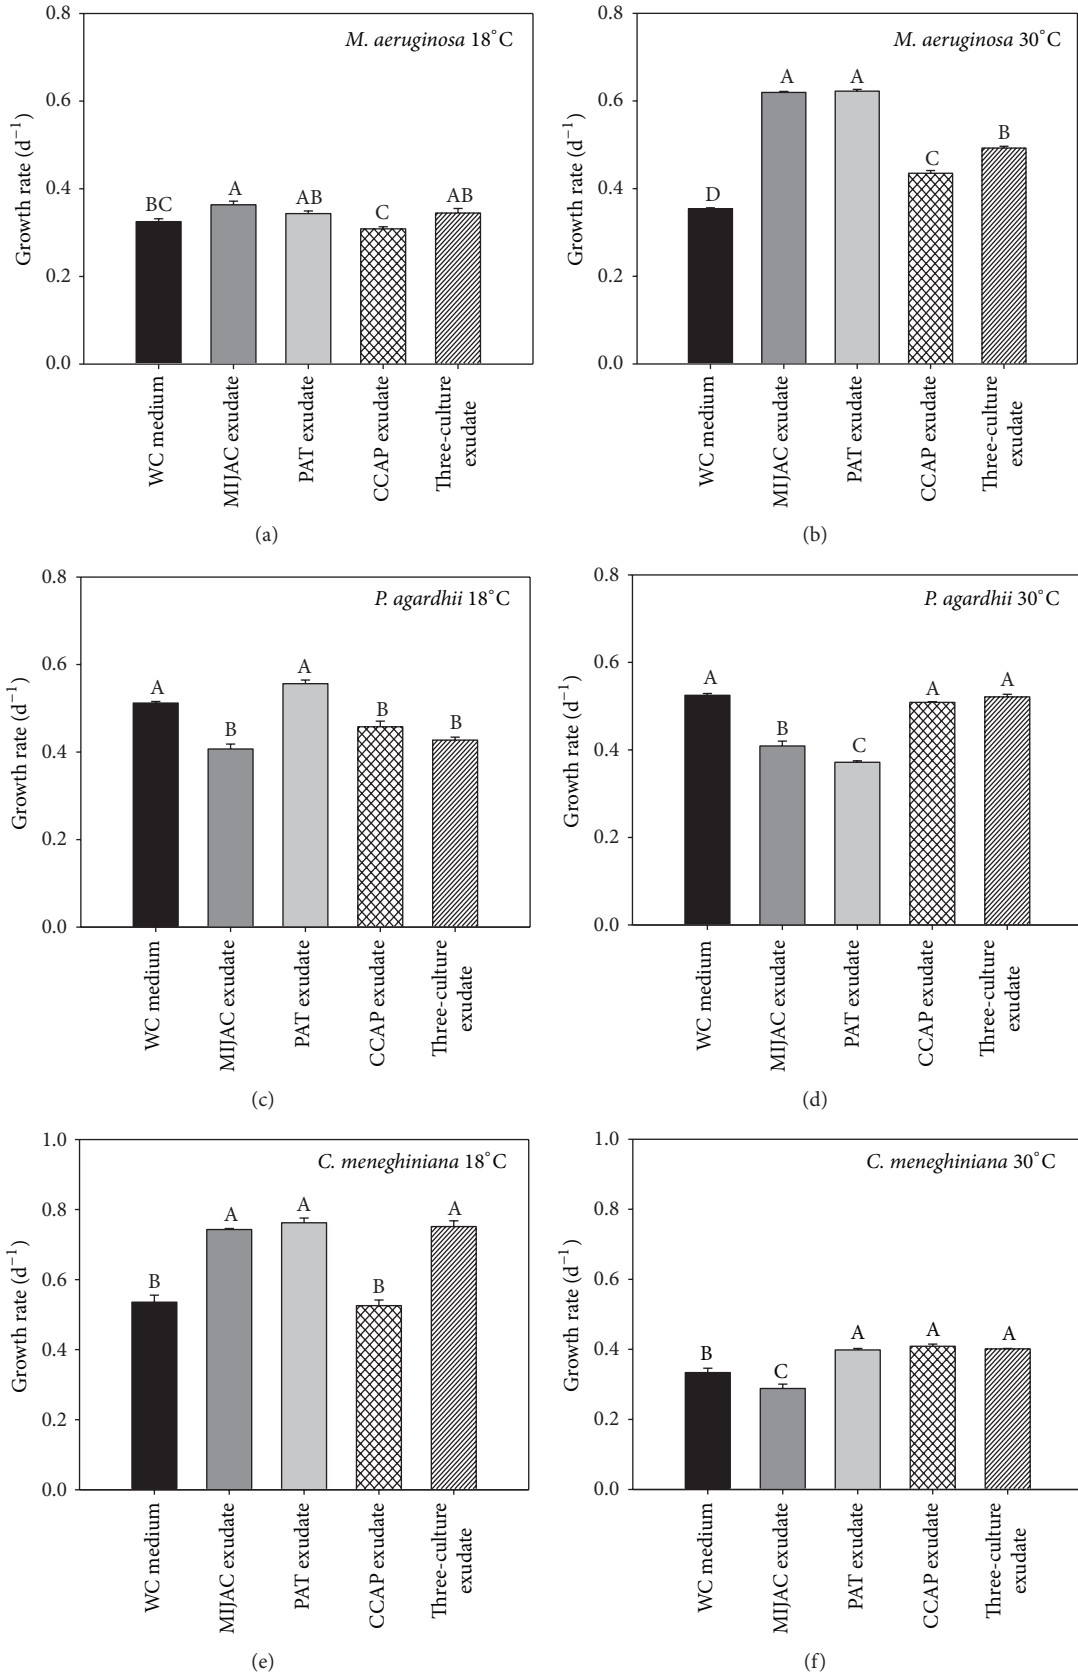 M. aeruginosa 18°C
Growth rate (d−1)
0.8
0.6
0.4
0.2
0.0
BC
A
AB
C
AB
WC medium
MIJAC exudate
PAT exudate
CCAP exudate
Three-culture
exudate
(a)
M. aeruginosa 30°C
Growth rate (d−1)
0.8
0.6
0.4
0.2
0.0
D
A
A
C
B
WC medium
MIJAC exudate
PAT exudate
CCAP exudate
Three-culture
exudate
(b)
P. agardhii 18°C
Growth rate (d−1)
0.8
0.6
0.4
0.2
0.0
A
B
A
B
B
WC medium
MIJAC exudate
PAT exudate
CCAP exudate
Three-culture
exudate
(c)
P. agardhii 30°C
Growth rate (d−1)
0.8
0.6
0.4
0.2
0.0
A
B
C
A
A
WC medium
MIJAC exudate
PAT exudate
CCAP exudate
Three-culture
exudate
(d)
C. meneghiniana 18°C
Growth rate (d−1)
1.0
0.8
0.6
0.4
0.2
0.0
B
A
A
B
A
WC medium
MIJAC exudate
PAT exudate
CCAP exudate
Three-culture
exudate
(e)
C. meneghiniana 30°C
Growth rate (d−1)
1.0
0.8
0.6
0.4
0.2
0.0
B
C
A
A
A
WC medium
MIJAC exudate
PAT exudate
CCAP exudate
Three-culture
exudate
(f)